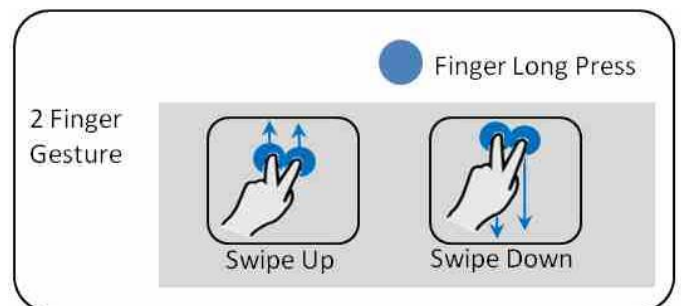 Finger Long Press
2 Finger
Gesture
Swipe Up
Swipe Down